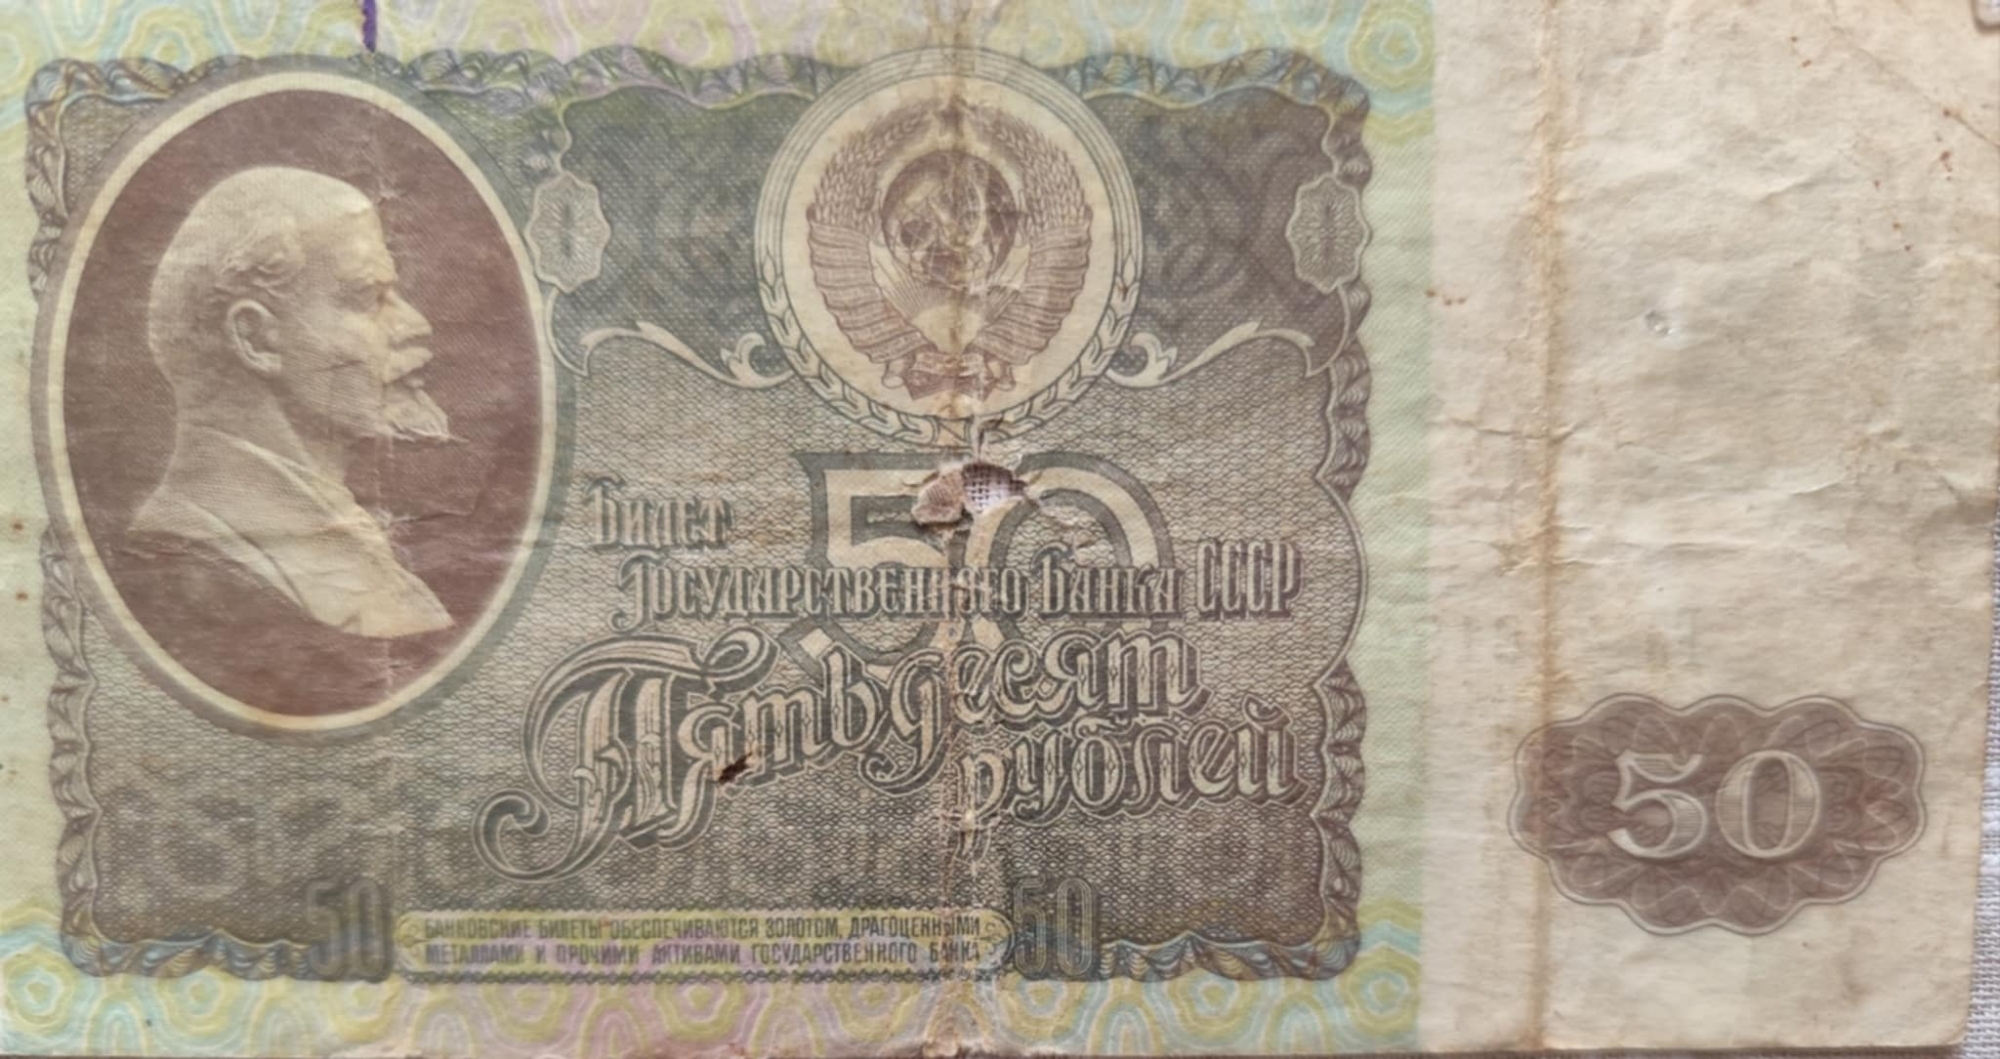 Билет
Государственного Банка СССР
50
Пятьдесят
рублей
50
50
50
БАНКОВСКИЕ БИЛЕТЫ ОБЕСПЕЧИВАЮТСЯ ЗОЛОТОМ, ДРАГОЦЕННЫМИ
МЕТАЛЛАМИ И ПРОЧИМИ АКТИВАМИ ГОСУДАРСТВЕННОГО БАНКА